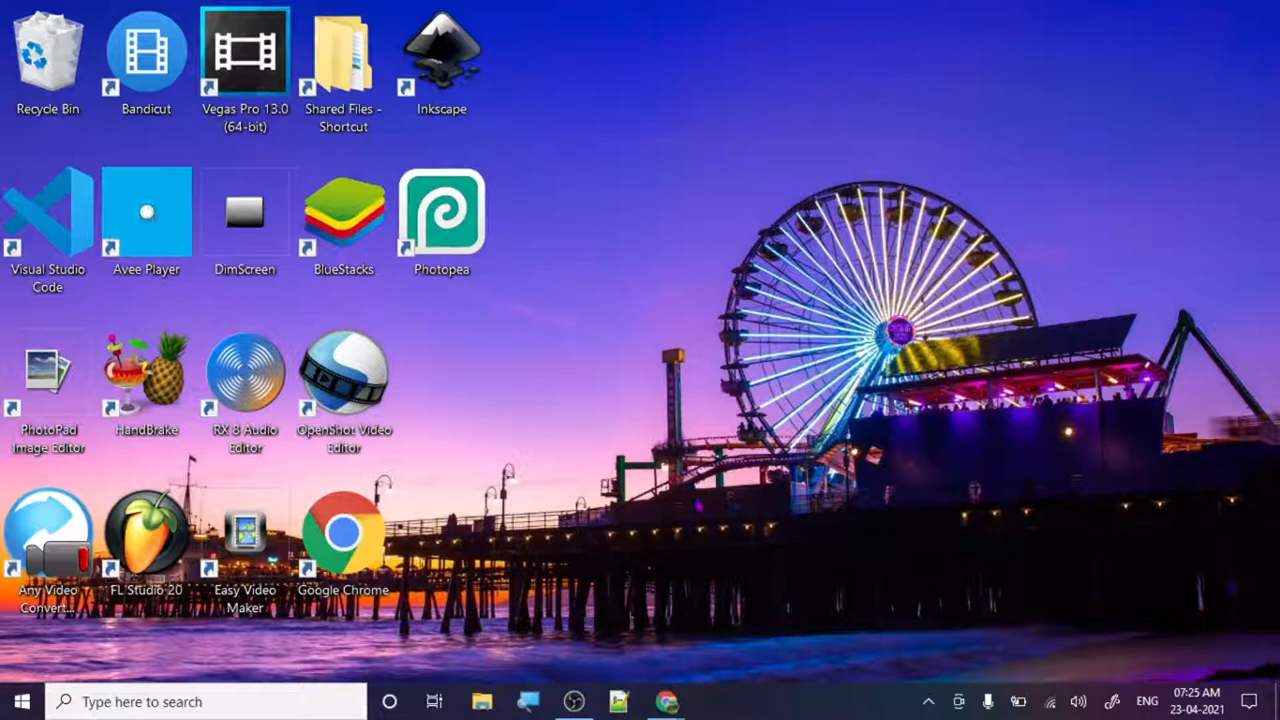 Recycle Bin
Bandicut
Vegas Pro 13.0
(64-bit)
Shared Files -
Shortcut
Inkscape
Visual Studio
Code
Avee Player
DimScreen
BlueStacks
Photopea
PhotoPad
Image Editor
HandBrake
RX 8 Audio
Editor
OpenShot Video
Editor
Any Video
Convert...
FL Studio 20
Easy Video
Maker
Google Chrome
Type here to search
ENG
07:25 AM
23-04-2021